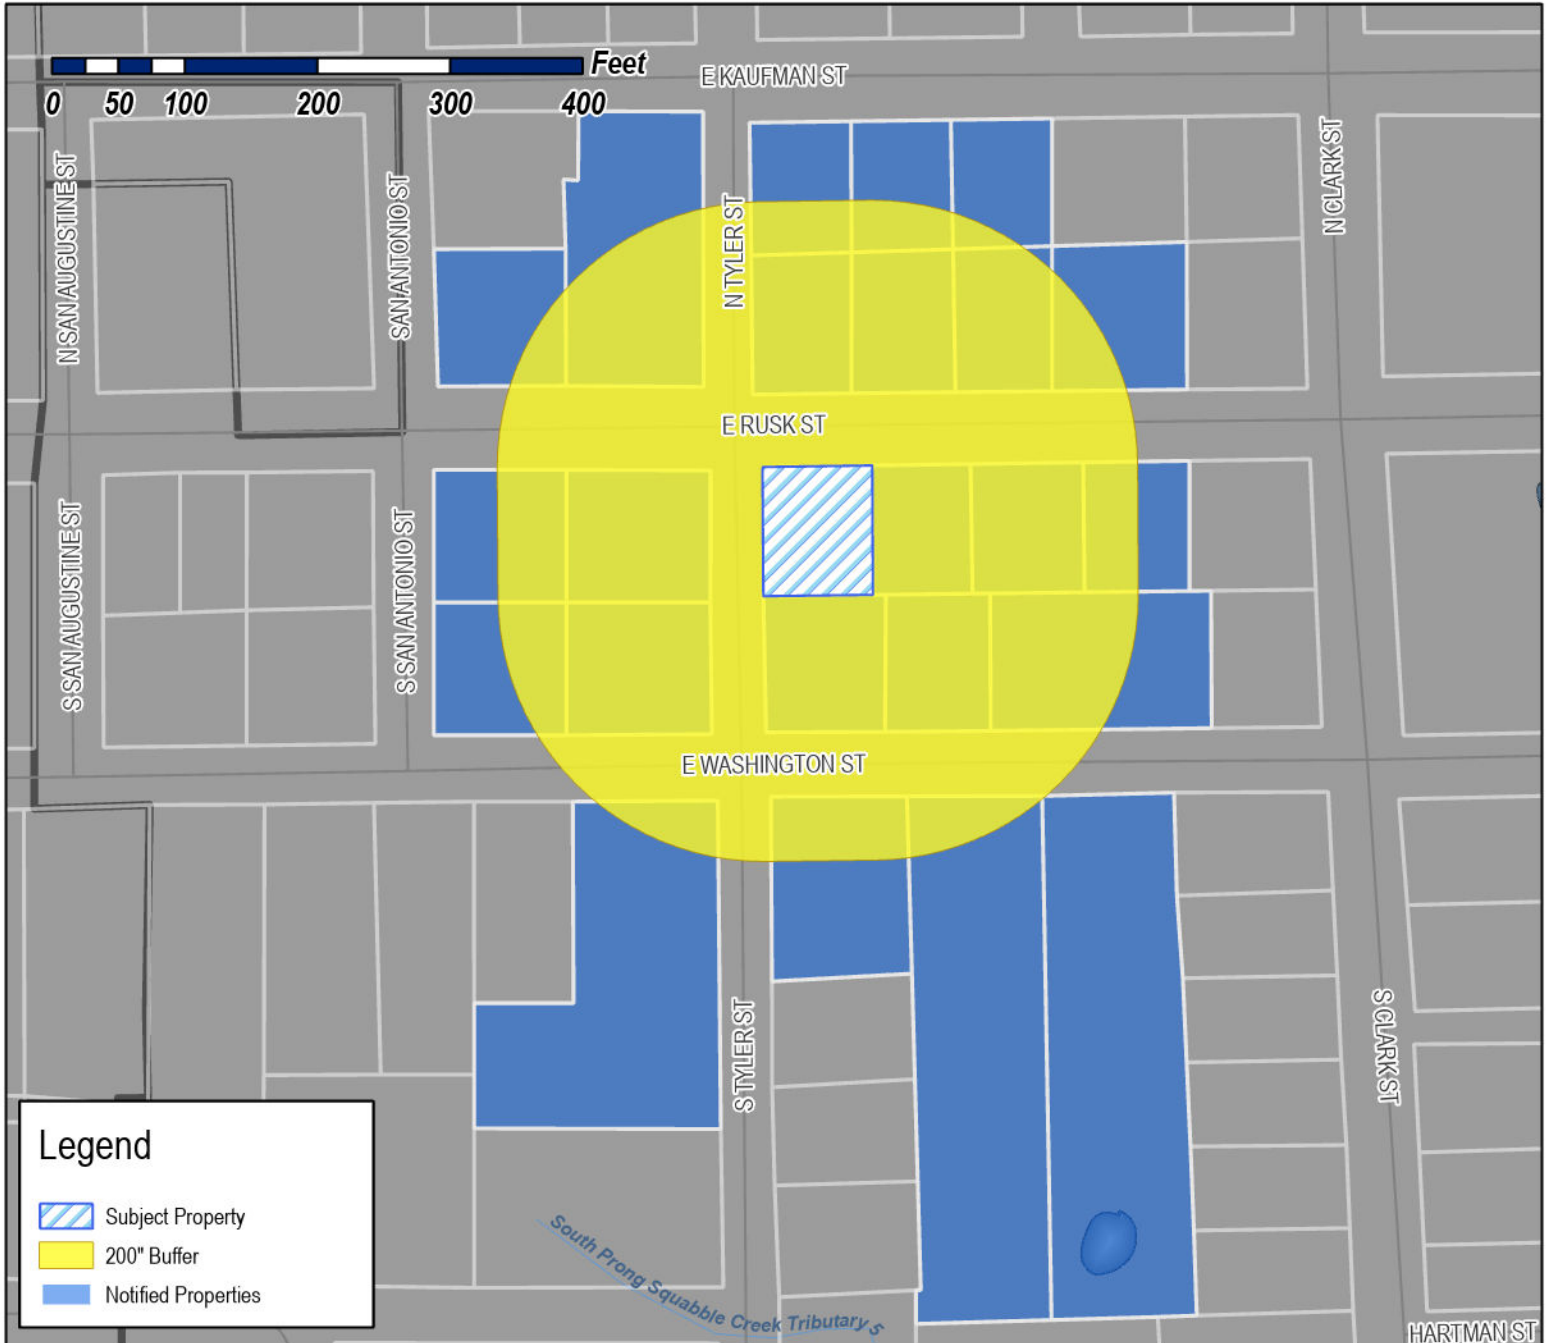 Feet
0 50 100 200 300 400
E KAUFMAN ST
N SAN AUGUSTINE ST
SAN ANTONIO ST
N TYLER ST
N CLARK ST
E RUSK ST
S SAN AUGUSTINE ST
S SAN ANTONIO ST
E WASHINGTON ST
S TYLER ST
S CLARK ST
Legend
Subject Property
200" Buffer
Notified Properties
South Prong Squabble Creek Tributary 5
HARTMAN ST